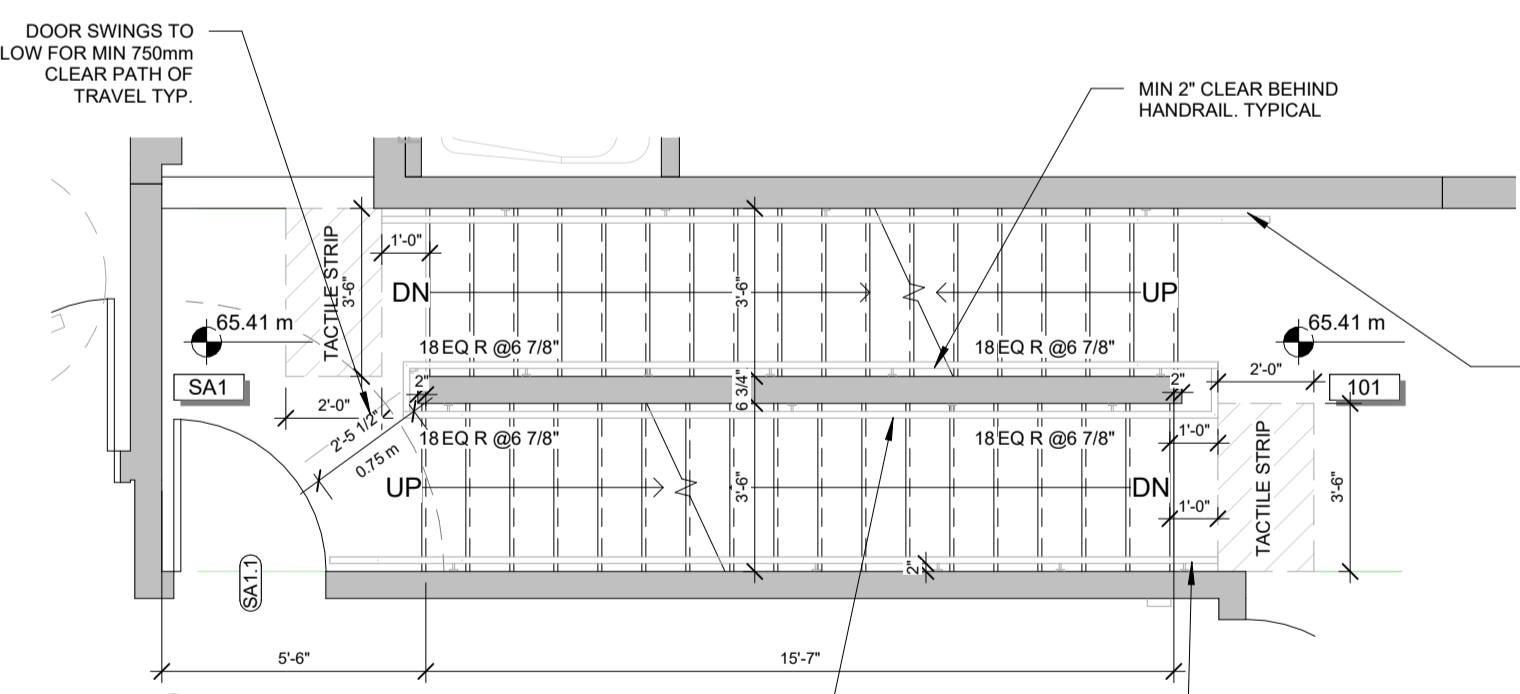 DOOR SWINGS TO
LOW FOR MIN 750mm
CLEAR PATH OF
TRAVEL TYP.
MIN 2" CLEAR BEHIND
HANDRAIL. TYPICAL
TACTILE STRIP
3'-6"
1'-0"
DN
3'-6"
UP
65.41 m
65.41 m
18 EQ R @6 7/8"
18 EQ R @6 7/8"
SA1
2"
6 3/4"
2"
2'-0"
101
2'-0"
2'-5 1/2"
0.75 m
18 EQ R @6 7/8"
18 EQ R @6 7/8"
1'-0"
UP
3'-6"
DN
1'-0"
TACTILE STRIP
3'-6"
SA1.1
2"
5'-6"
15'-7"